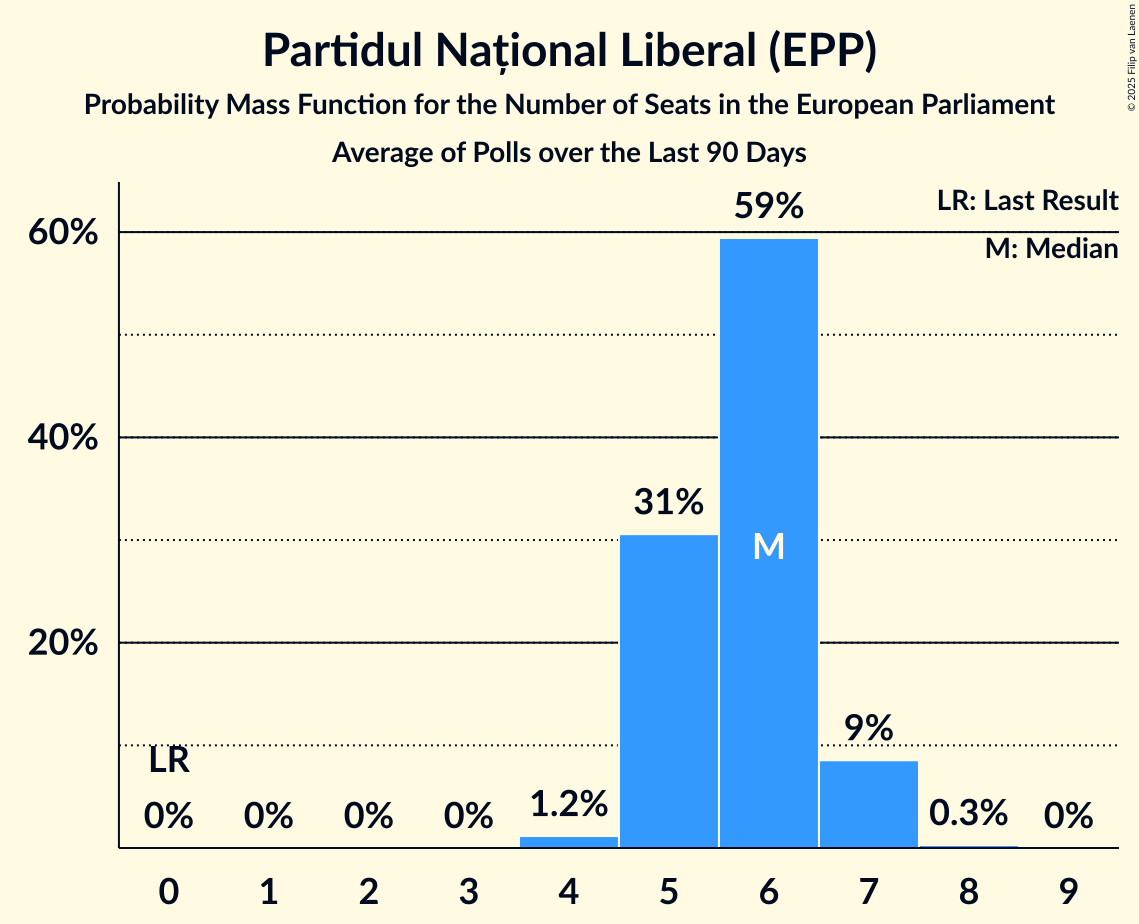 Partidul Național Liberal (EPP)
Probability Mass Function for the Number of Seats in the European Parliament
Average of Polls over the Last 90 Days
© 2025 Filip van Laenen
LR: Last Result
M: Median
60%
40%
20%
59%
31%
M
9%
LR
0%
0%
0%
0%
1.2%
0.3%
0%
0 1 2 3 4 5 6 7 8 9